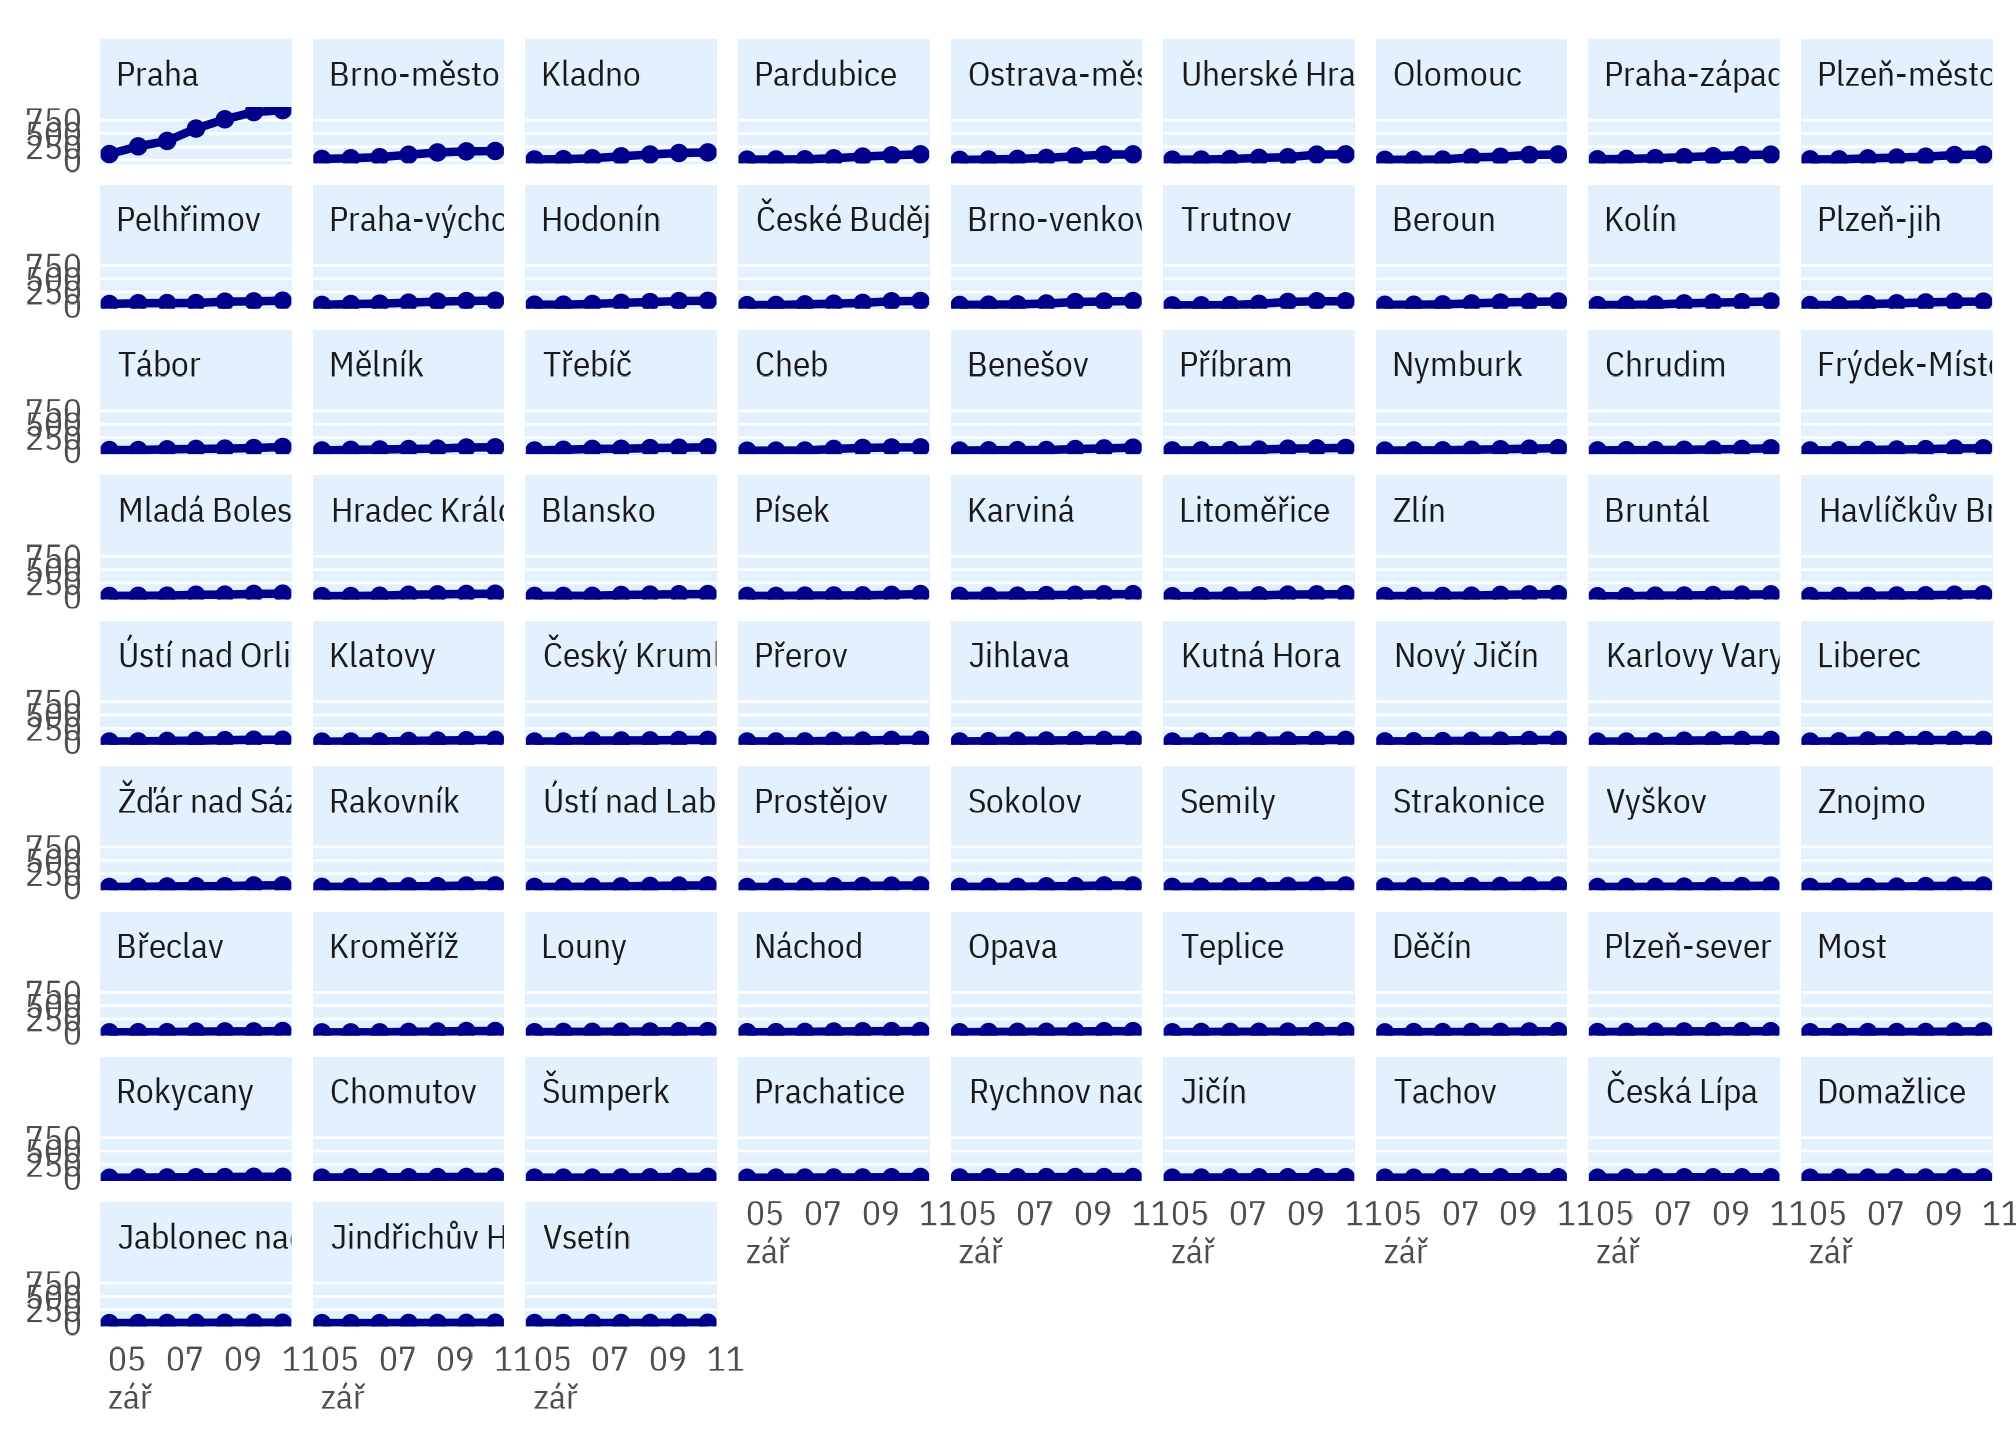 Praha Brno-město Kladno Pardubice Ostrava-měs Uherské Hra Olomouc Praha-západ Plzeň-město
750
500
250
0
Pelhřimov Praha-výcho Hodonín České Buděj Brno-venkov Trutnov Beroun Kolín Plzeň-jih
750
500
250
0
Tábor Mělník Třebíč Cheb Benešov Příbram Nymburk Chrudim Frýdek-Míste
750
500
250
0
Mladá Boles Hradec Králo Blansko Písek Karviná Litoměřice Zlín Bruntál Havlíčkův Br
750
500
250
0
Ústí nad Orli Klatovy Český Kruml Přerov Jihlava Kutná Hora Nový Jičín Karlovy Vary Liberec
750
500
250
0
Žďár nad Sáz Rakovník Ústí nad Lab Prostějov Sokolov Semily Strakonice Vyškov Znojmo
750
500
250
0
Břeclav Kroměříž Louny Náchod Opava Teplice Děčín Plzeň-sever Most
750
500
250
0
Rokycany Chomutov Šumperk Prachatice Rychnov nad Jičín Tachov Česká Lípa Domažlice
750
500
250
0
05 07 09 11 05 07 09 11 05 07 09 11 05 07 09 11 05 07 09 11 05 07 09 11
zář zář zář zář zář zář
Jablonec nad Jindřichův H Vsetín
750
500
250
0
05 07 09 11 05 07 09 11 05 07 09 11
zář zář zář